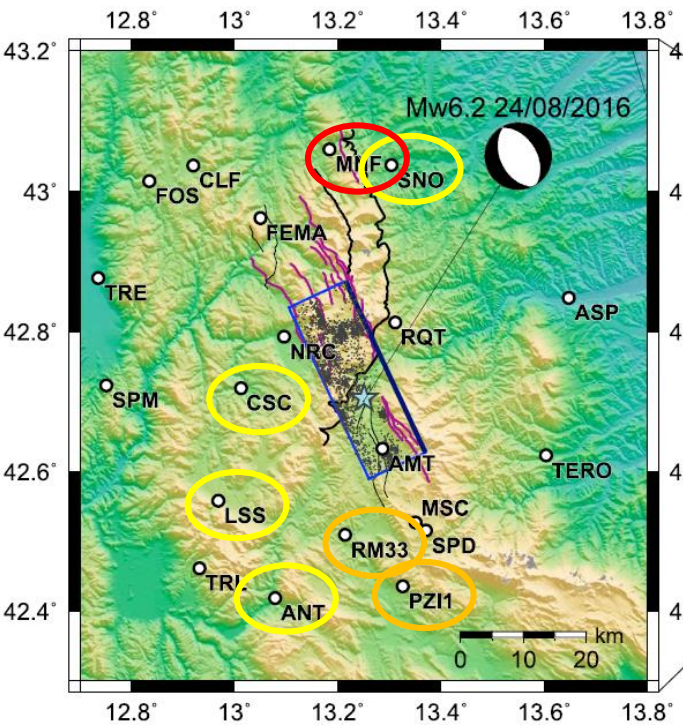 12.8° 13° 13.2° 13.4° 13.6° 13.8°
43.2°
Mw6.2 24/08/2016
MNF
SNO
CLF
43°
FOS
FEMA
TRE
ASP
42.8°
RQT
NRC
SPM
CSC
AMT
42.6°
TERO
LSS
MSC
SPD
RM33
TRL
PZI1
42.4°
ANT
km
0 10 20
12.8° 13° 13.2° 13.4° 13.6° 13.8°